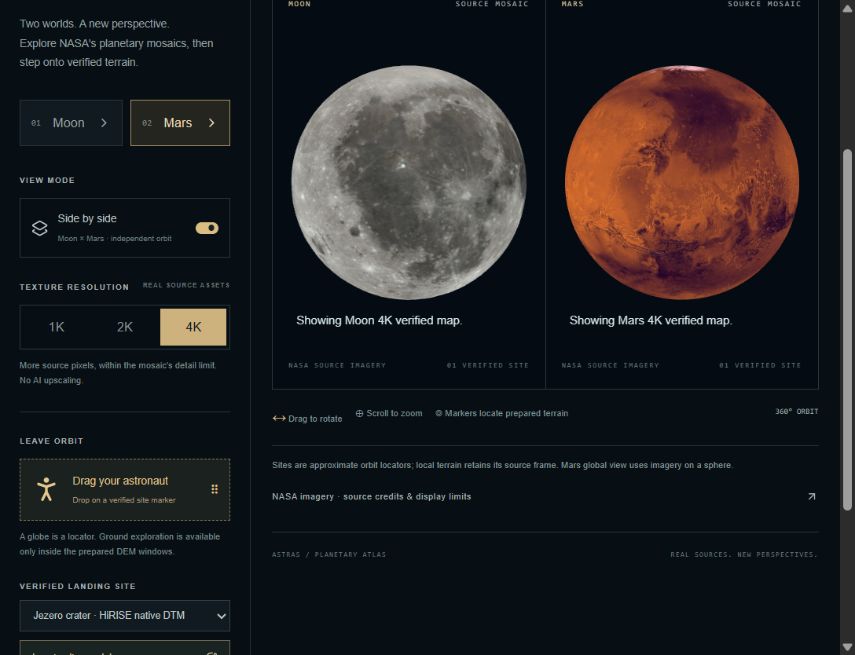 Two worlds. A new perspective.
Explore NASA's planetary mosaics, then
step onto verified terrain.
01 Moon
02 Mars
VIEW MODE
Side by side
Moon × Mars · independent orbit
TEXTURE RESOLUTION
REAL SOURCE ASSETS
1K
2K
4K
More source pixels, within the mosaic's detail limit.
No AI upscaling.
LEAVE ORBIT
Drag your astronaut
Drop on a verified site marker
A globe is a locator. Ground exploration is available
only inside the prepared DEM windows.
VERIFIED LANDING SITE
Jezero crater · HiRISE native DTM
MOON
SOURCE MOSAIC
MARS
SOURCE MOSAIC
Showing Moon 4K verified map.
Showing Mars 4K verified map.
NASA SOURCE IMAGERY
01 VERIFIED SITE
NASA SOURCE IMAGERY
01 VERIFIED SITE
Drag to rotate
Scroll to zoom
Markers locate prepared terrain
360° ORBIT
Sites are approximate orbit locators; local terrain retains its source frame. Mars global view uses imagery on a sphere.
NASA imagery · source credits & display limits
ASTRAS / PLANETARY ATLAS
REAL SOURCES. NEW PERSPECTIVES.